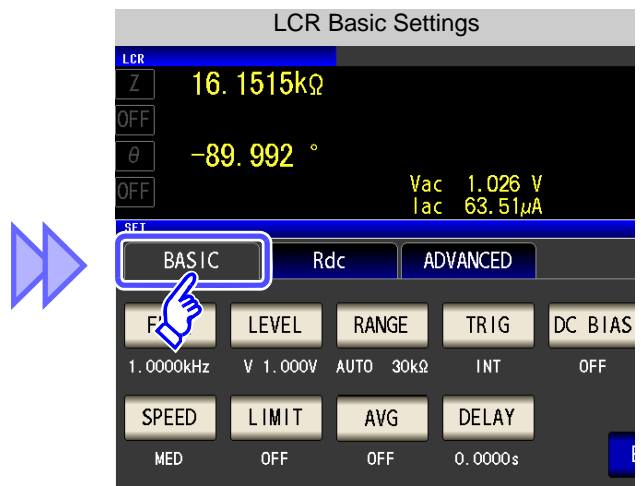 LCR Basic Settings
LCR
Z 16.1515kΩ
OFF
θ -89.992 °
OFF
Vac 1.026 V
Iac 63.51μA
SET
BASIC Rdc ADVANCED
LEVEL RANGE TRIG DC BIAS
1.0000kHz V 1.000V AUTO 30kΩ INT OFF
SPEED LIMIT AVG DELAY
MED OFF OFF 0.0000s